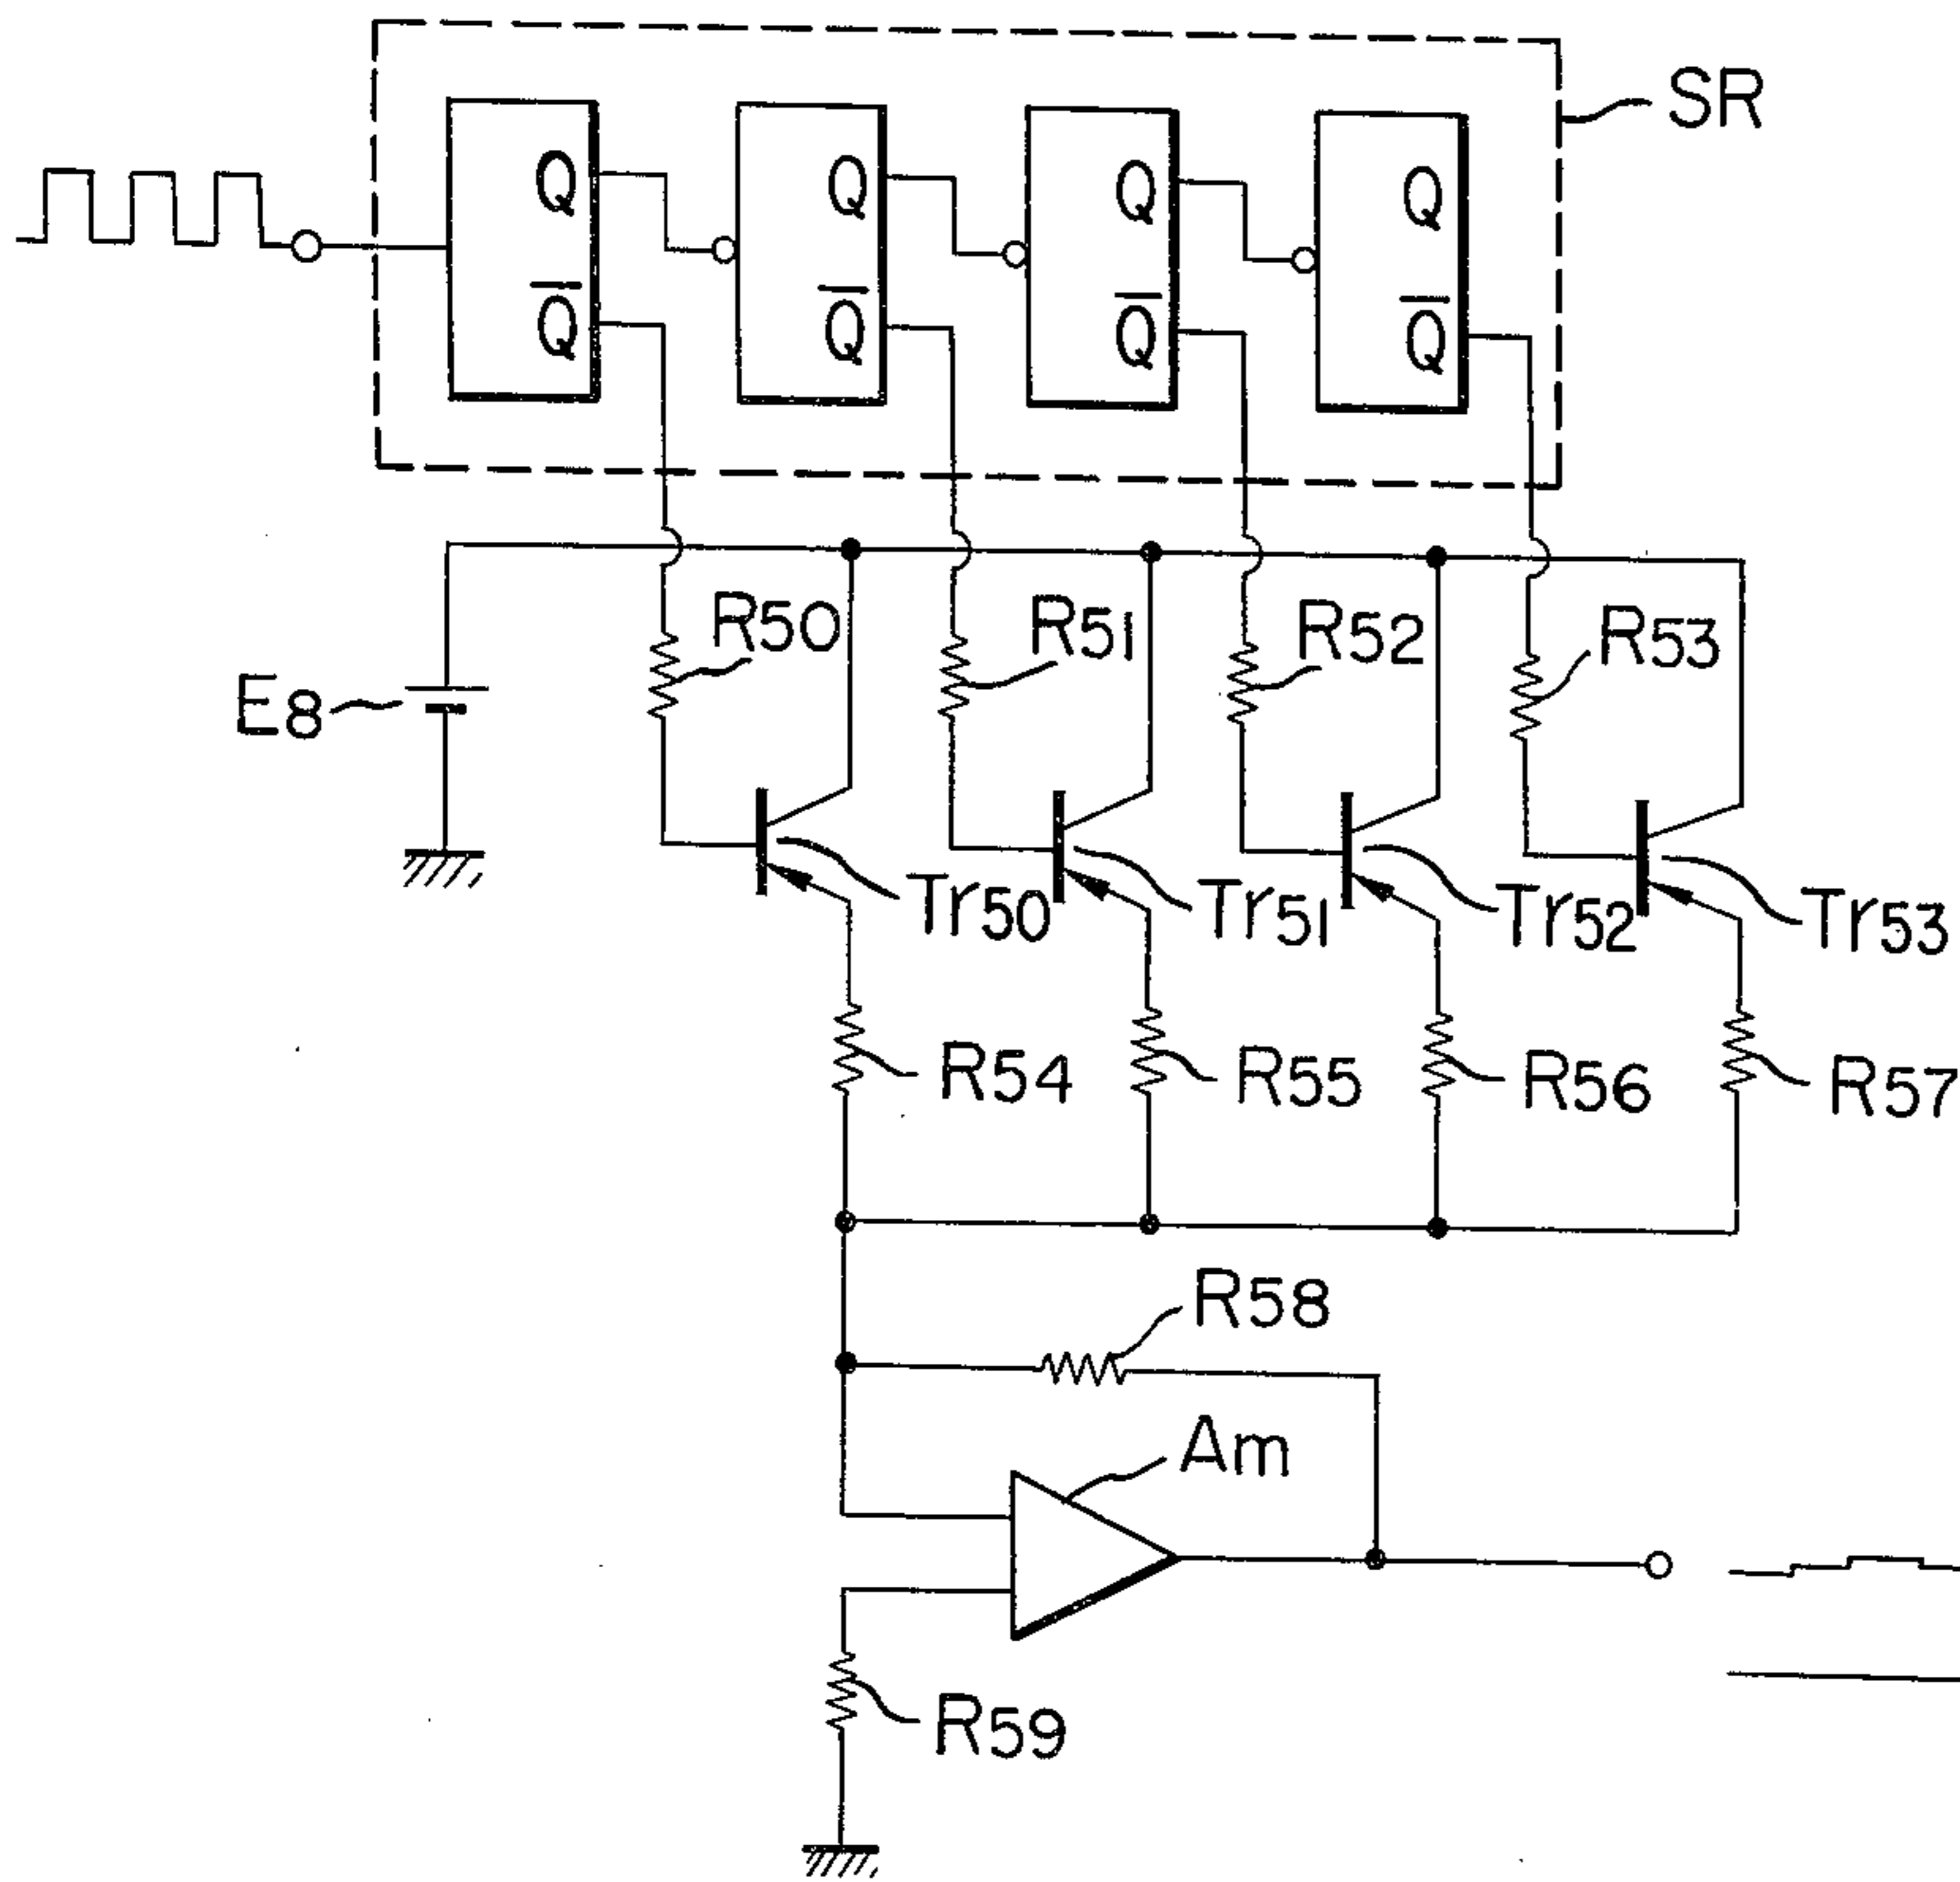 SR
Q Q Q Q
Q̅ Q̅ Q̅ Q̅
R50 R51 R52 R53
E8
Tr50 Tr51 Tr52 Tr53
R54 R55 R56 R57
R58
Am
R59